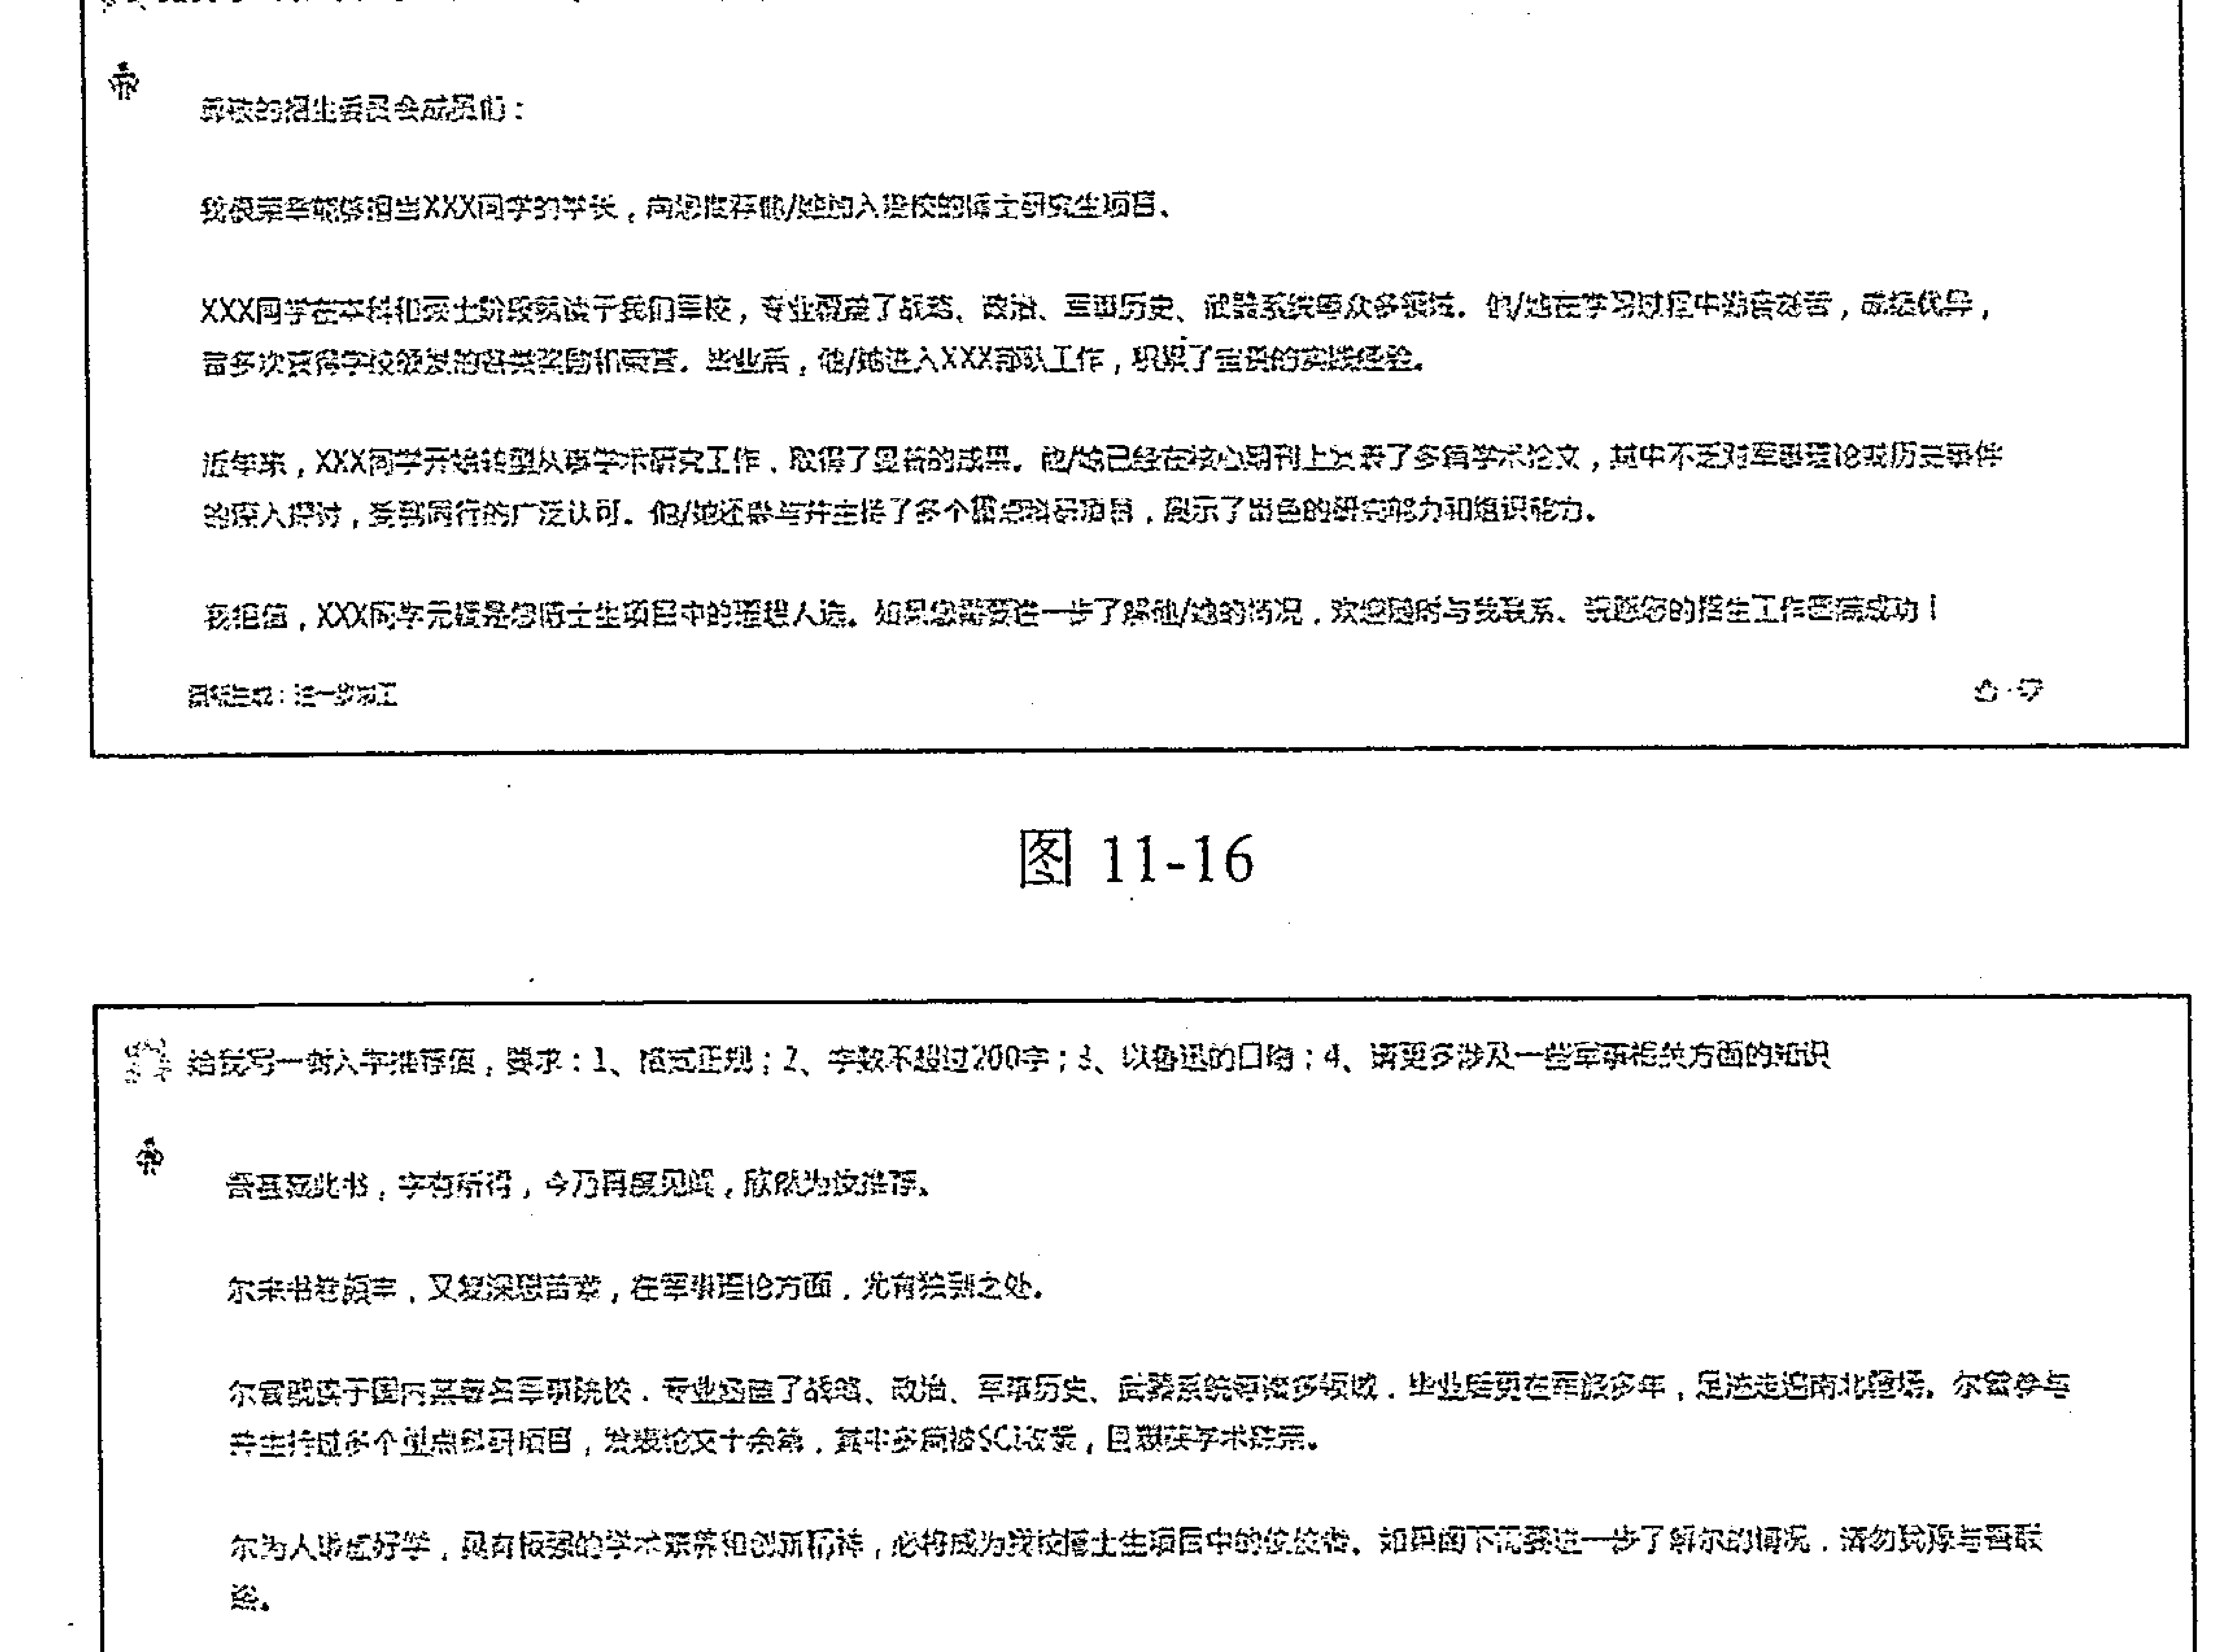 尊敬的招生委员会成员们：
我很荣幸能够担当XXX同学的学长，向您推荐他/她加入贵校的博士研究生项目。
XXX同学在本科和硕士阶段就读于我们军校，专业覆盖了战略、政治、军事历史、武器系统等众多领域。他/她在学习过程中勤奋刻苦，成绩优异，
曾多次获得学校颁发的各类奖励和荣誉。毕业后，他/她进入XXX部队工作，积累了宝贵的实践经验。
近年来，XXX同学开始转型从事学术研究工作，取得了显著的成果。他/她已经在核心期刊上发表了多篇学术论文，其中不乏对军事理论或历史事件
的深入探讨，受到同行的广泛认可。他/她还参与并主持了多个重点科研项目，展示了出色的研究能力和组织能力。
我相信，XXX同学无疑是您博士生项目中的理想人选。如果您需要进一步了解他/她的情况，欢迎随时与我联系、祝愿您的招生工作圆满成功！
进一步加工
图 11-16
给我写一份入学推荐信，要求：1、格式正规；2、字数不超过200字；3、以鲁迅的口吻；4、请更多涉及一些军事相关方面的知识
吾甚爱此书，字有所得，今乃再度见此，欣然为汝推荐。
尔来书卷颇丰，又爱深思苦索，在军事理论方面，尤有独到之处。
尔曾就读于国内某著名军事院校，专业涵盖了战略、政治、军事历史、武器系统等诸多领域，毕业后更在军旅多年，足迹走遍南北疆场。尔曾参与
并主持过多个重点科研项目，发表论文十余篇，其中多篇被SCI收录，且颇获学术
尔为人谦虚好学，具有极强的学术素养和创新精神，必将成为我校博士生项目中的佼佼者。如果阁下需要进一步了解尔的情况，请勿犹豫与吾联
络。